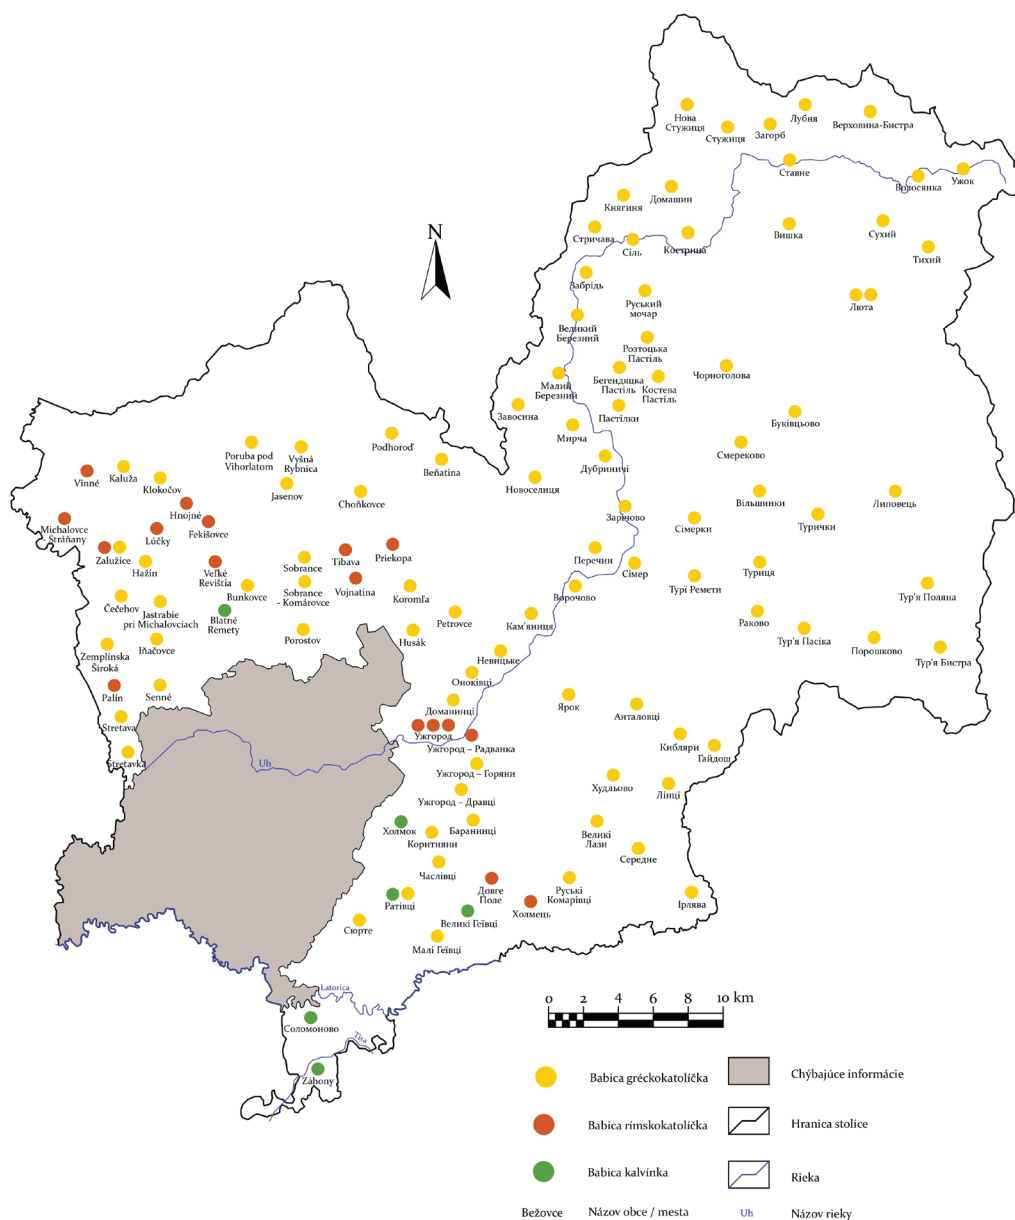 Нова
Стужиця
Стужиця
Загорб
Лубня
Верховина-Бистра
Ставне
Волосянка
Ужок
Княгиня
Домашин
Стричава
Сіль
Кострина
Вишка
Сухий
Тихий
N
Забрідь
Руський
мочар
Люта
Великий
Березний
Розтоцька
Пастіль
Малий
Березний
Бегендяцка
Пастіль
Костева
Пастіль
Чорноголова
Завосина
Пастілки
Буківцьово
Мирча
Podhoroď
Poruba pod
Vihorlatom
Vyšná
Rybnica
Beňatina
Дубриничі
Смереково
Vinné
Kaluža
Klokočov
Jasenov
Choňkovce
Новоселиця
Вільшинки
Липовець
Hnojné
Зарічово
Сімерки
Турички
Michalovce
- Stráňany
Lúčky
Fekišovce
Zalužice
Hažín
Veľké
Revištia
Sobrance
Tibava
Priekopa
Перечин
Сімер
Туриця
Bunkovce
Sobrance
- Komárovce
Vojnatina
Koromľa
Ворочово
Турї Ремети
Тур'я Поляна
Čečehov
Jastrabie
pri Michalovciach
Blatné
Remety
Petrovce
Кам'яниця
Раково
Zemplínska
Široká
Iňačovce
Porostov
Husák
Невицьке
Тур'я Пасіка
Порошково
Тур'я Бистра
Palín
Senné
Оноківці
Stretava
Доманинці
Ярок
Анталовці
Ужгород
Ужгород – Радванка
Кибляри
Гайдош
Stretavka
Uh
Ужгород – Горяни
Худльово
Лінці
Ужгород – Дравці
Холмок
Коритняни
Баранинці
Великі
Лази
Середне
Часлівці
Довге
Поле
Руські
Комарівці
Ратівці
Великі Геївці
Холмець
Ірлява
Сюрте
Малі Геївці
Latorica
Соломоново
Tisa
Záhony
0 2 4 6 8 10 km
Babica gréckokatolíčka
Chýbajúce informácie
Babica rímskokatolíčka
Hranica stolice
Babica kalvínka
Rieka
Bežovce
Názov obce / mesta
Uh
Názov rieky